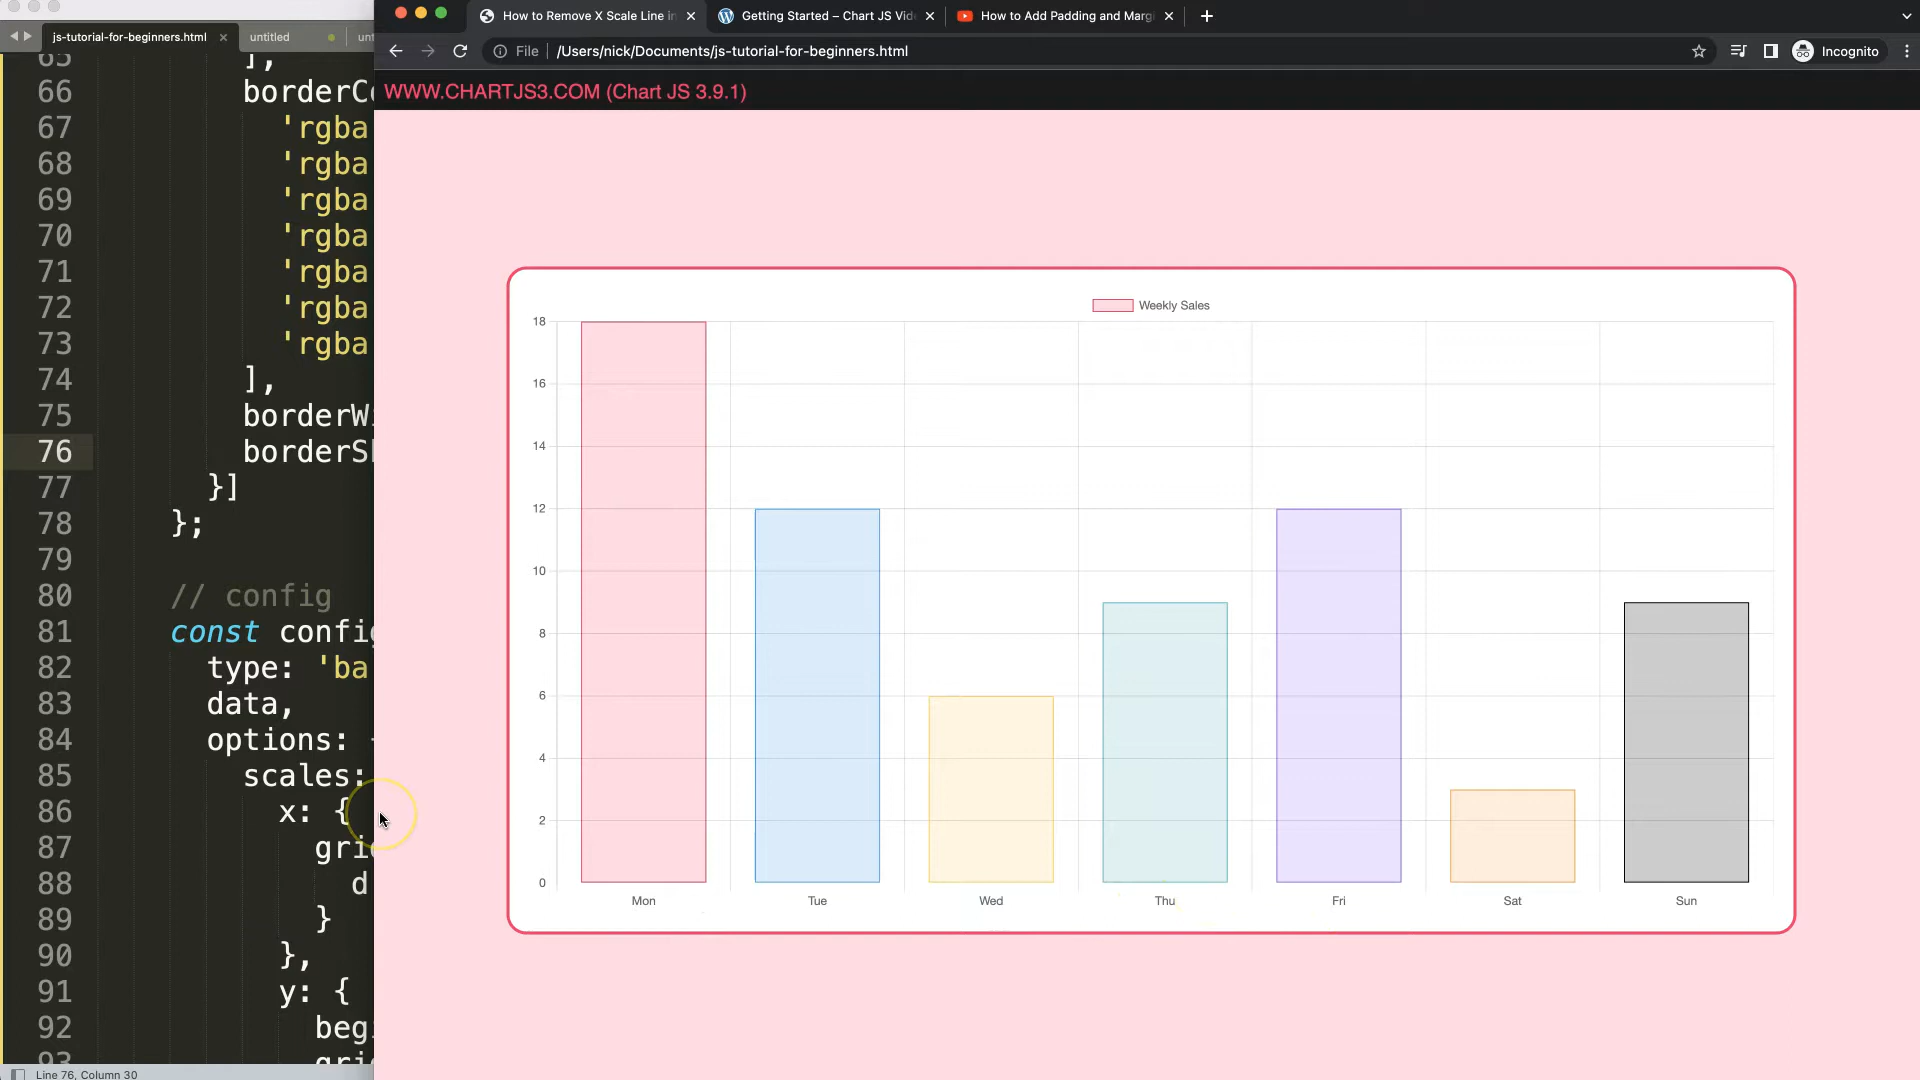 js-tutorial-for-beginners.html
untitled
65 ],
66 borderC
67 'rgba
68 'rgba
69 'rgba
70 'rgba
71 'rgba
72 'rgba
73 'rgba
74 ],
75 borderW
76 borderSk
77 }]
78 };
79
80 // config
81 const config
82 type: 'ba
83 data,
84 options:
85 scales:
86 x: {
87 gri
88 d
89 }
90 },
91 y: {
92 beg
93 gri
Line 76, Column 30
How to Remove X Scale Line in
Getting Started – Chart JS Vid
How to Add Padding and Margi
File /Users/nick/Documents/js-tutorial-for-beginners.html
Incognito
WWW.CHARTJS3.COM (Chart JS 3.9.1)
Weekly Sales
18
16
14
12
10
8
6
4
2
0
Mon Tue Wed Thu Fri Sat Sun